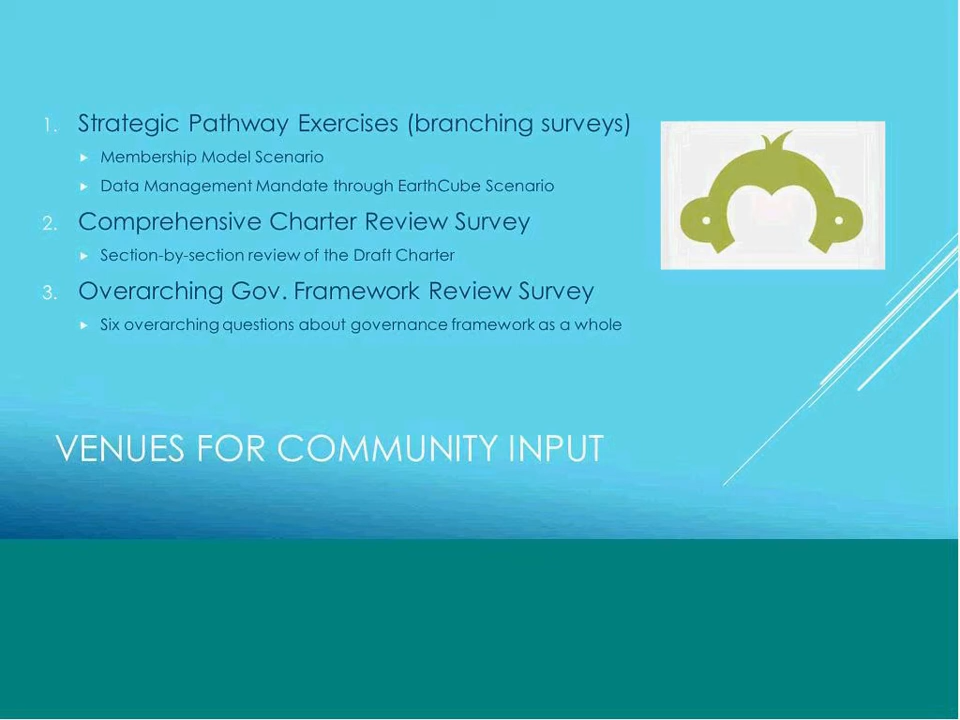 1. Strategic Pathway Exercises (branching surveys)
Membership Model Scenario
Data Management Mandate through EarthCube Scenario
2. Comprehensive Charter Review Survey
Section-by-section review of the Draft Charter
3. Overarching Gov. Framework Review Survey
Six overarching questions about governance framework as a whole
VENUES FOR COMMUNITY INPUT